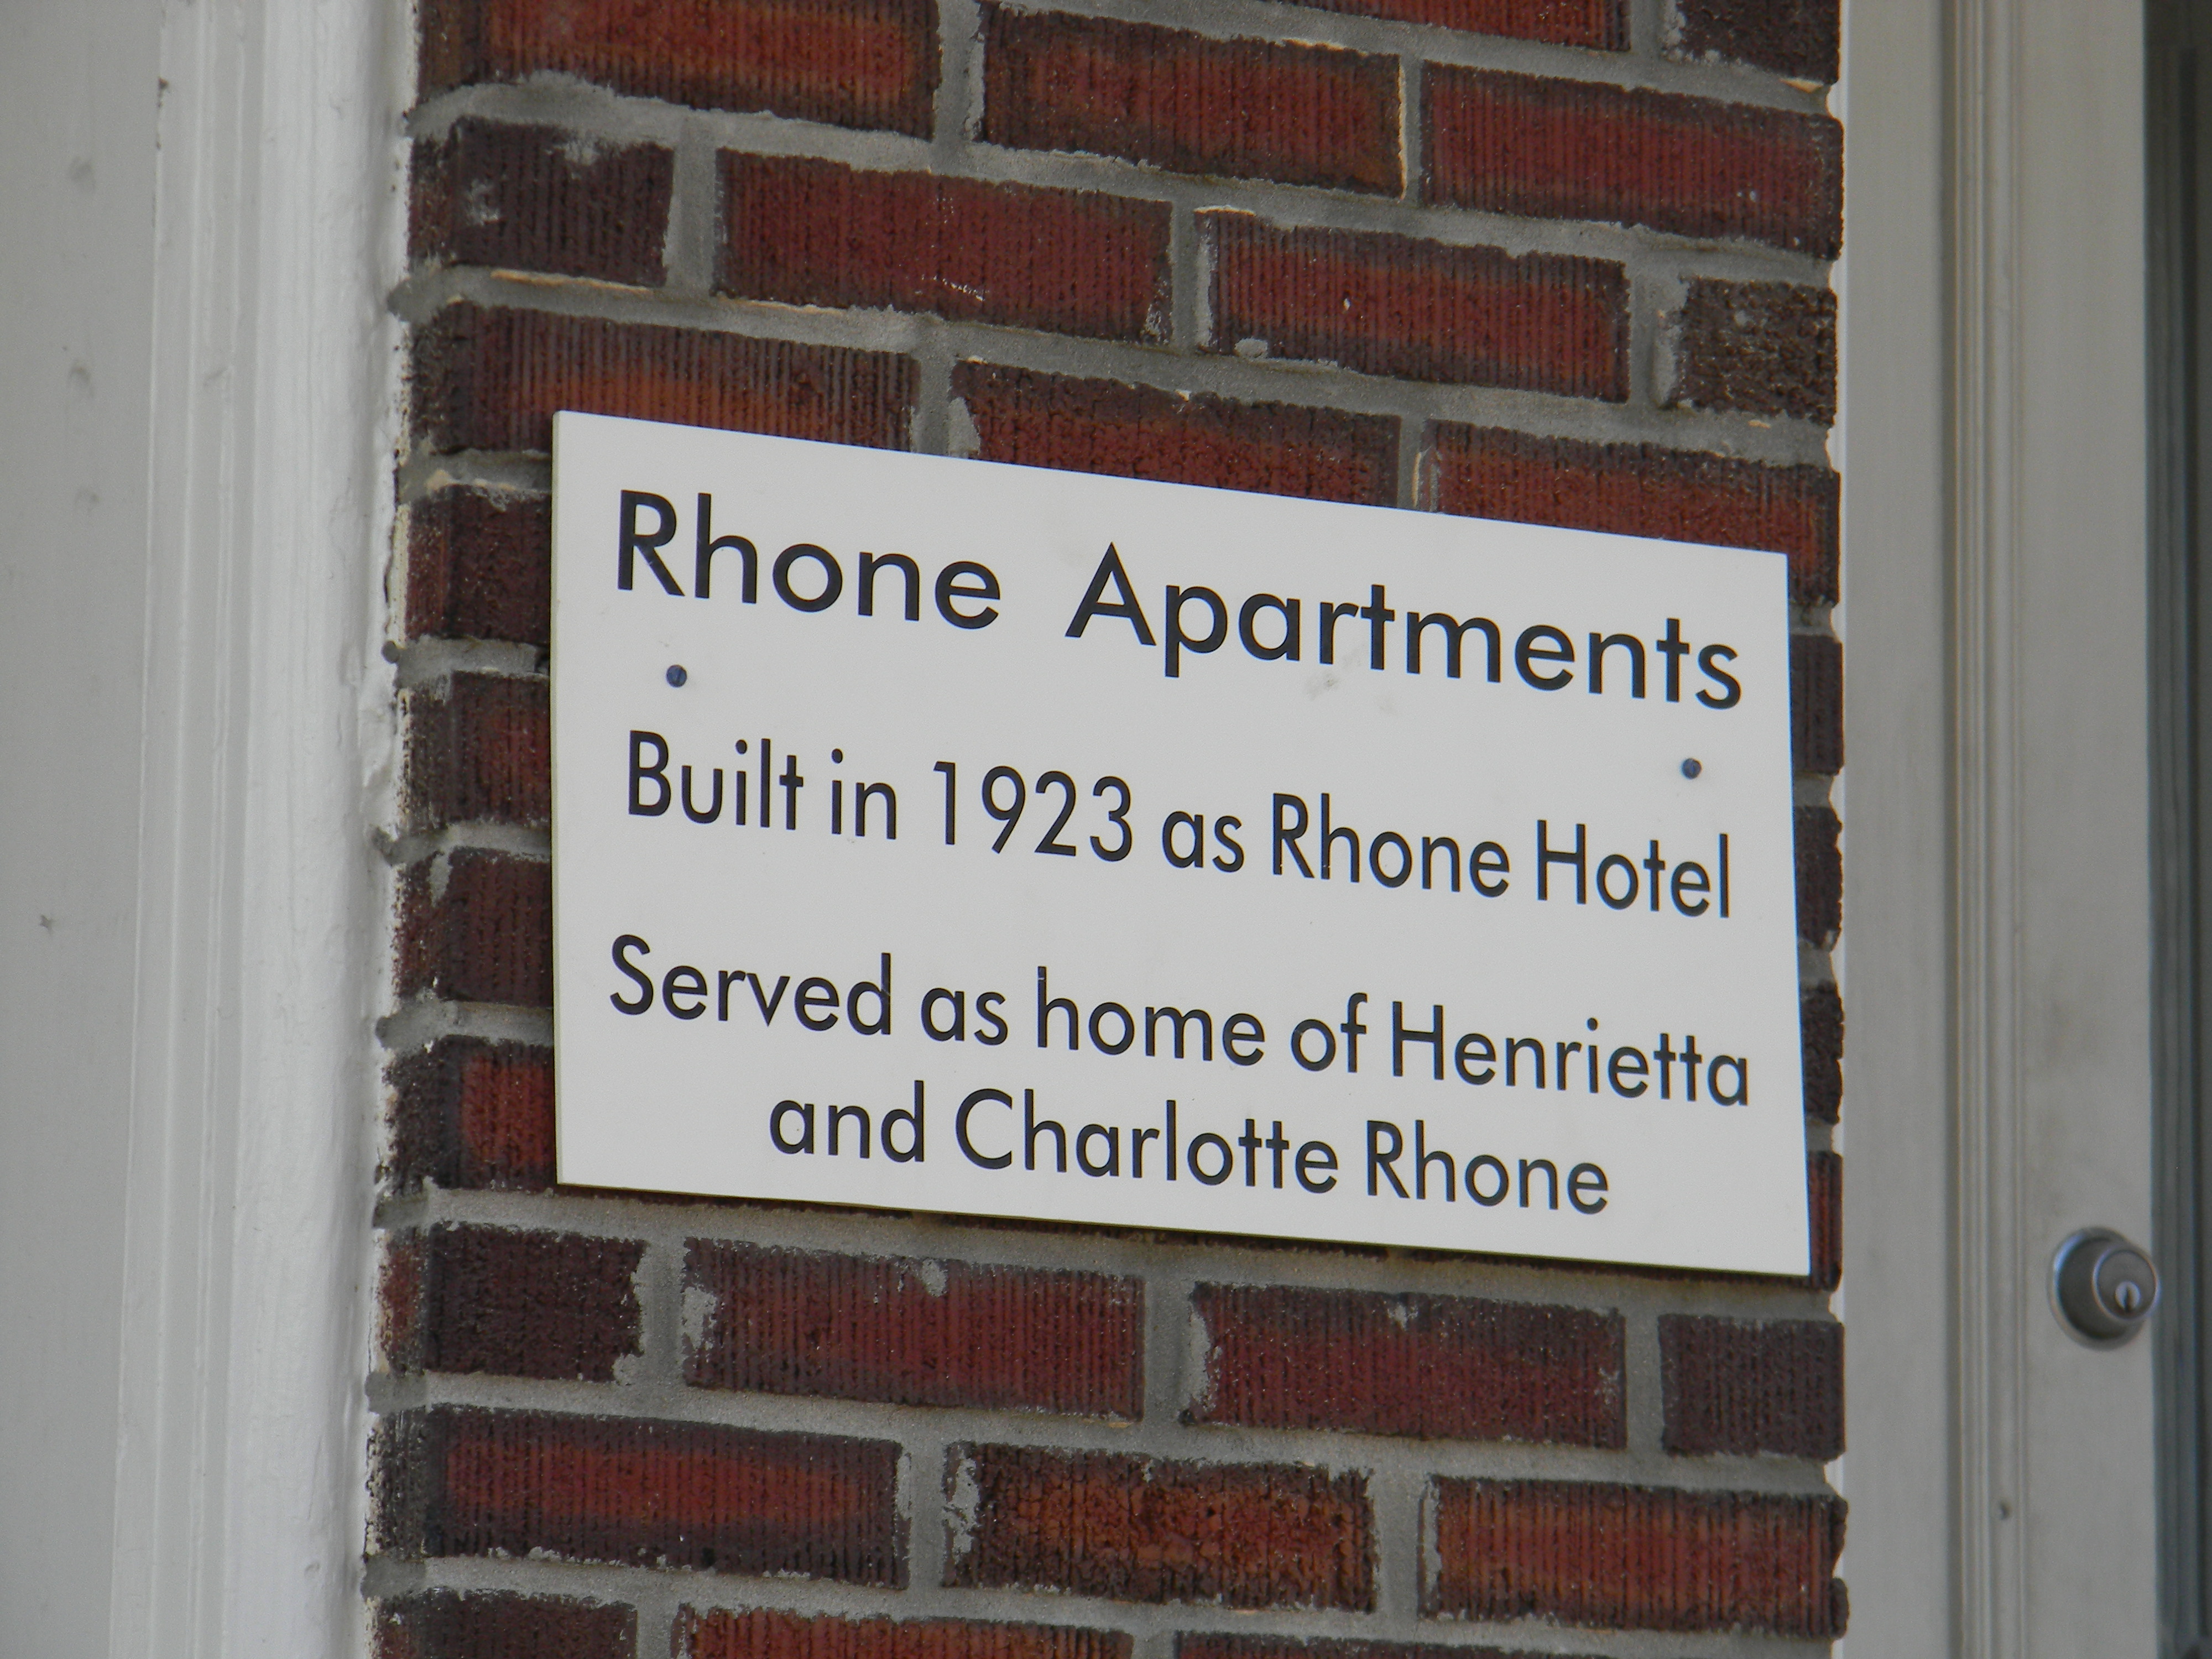 Rhone Apartments
Built in 1923 as Rhone Hotel
Served as home of Henrietta
and Charlotte Rhone